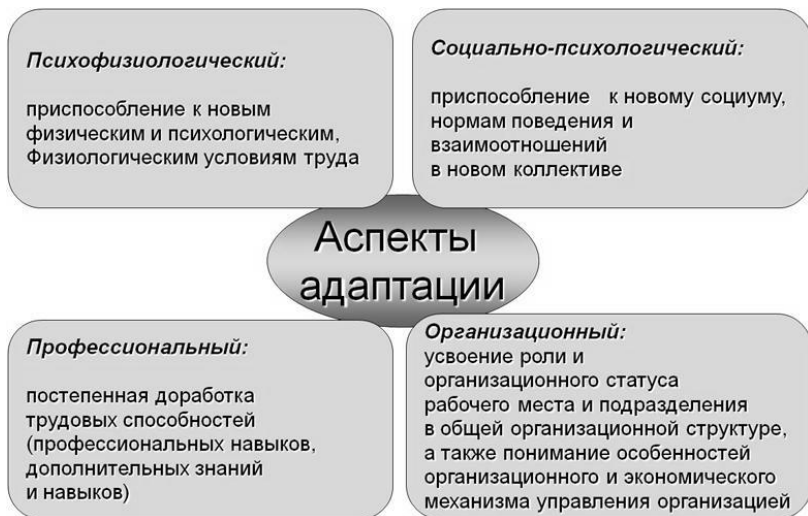 Психофизиологический:
приспособление к новым
физическим и психологическим,
Физиологическим условиям труда
Социально-психологический:
приспособление к новому социуму,
нормам поведения и
взаимоотношений
в новом коллективе
Аспекты
адаптации
Профессиональный:
постепенная доработка
трудовых способностей
(профессиональных навыков,
дополнительных знаний
и навыков)
Организационный:
усвоение роли и
организационного статуса
рабочего места и подразделения
в общей организационной структуре,
а также понимание особенностей
организационного и экономического
механизма управления организацией